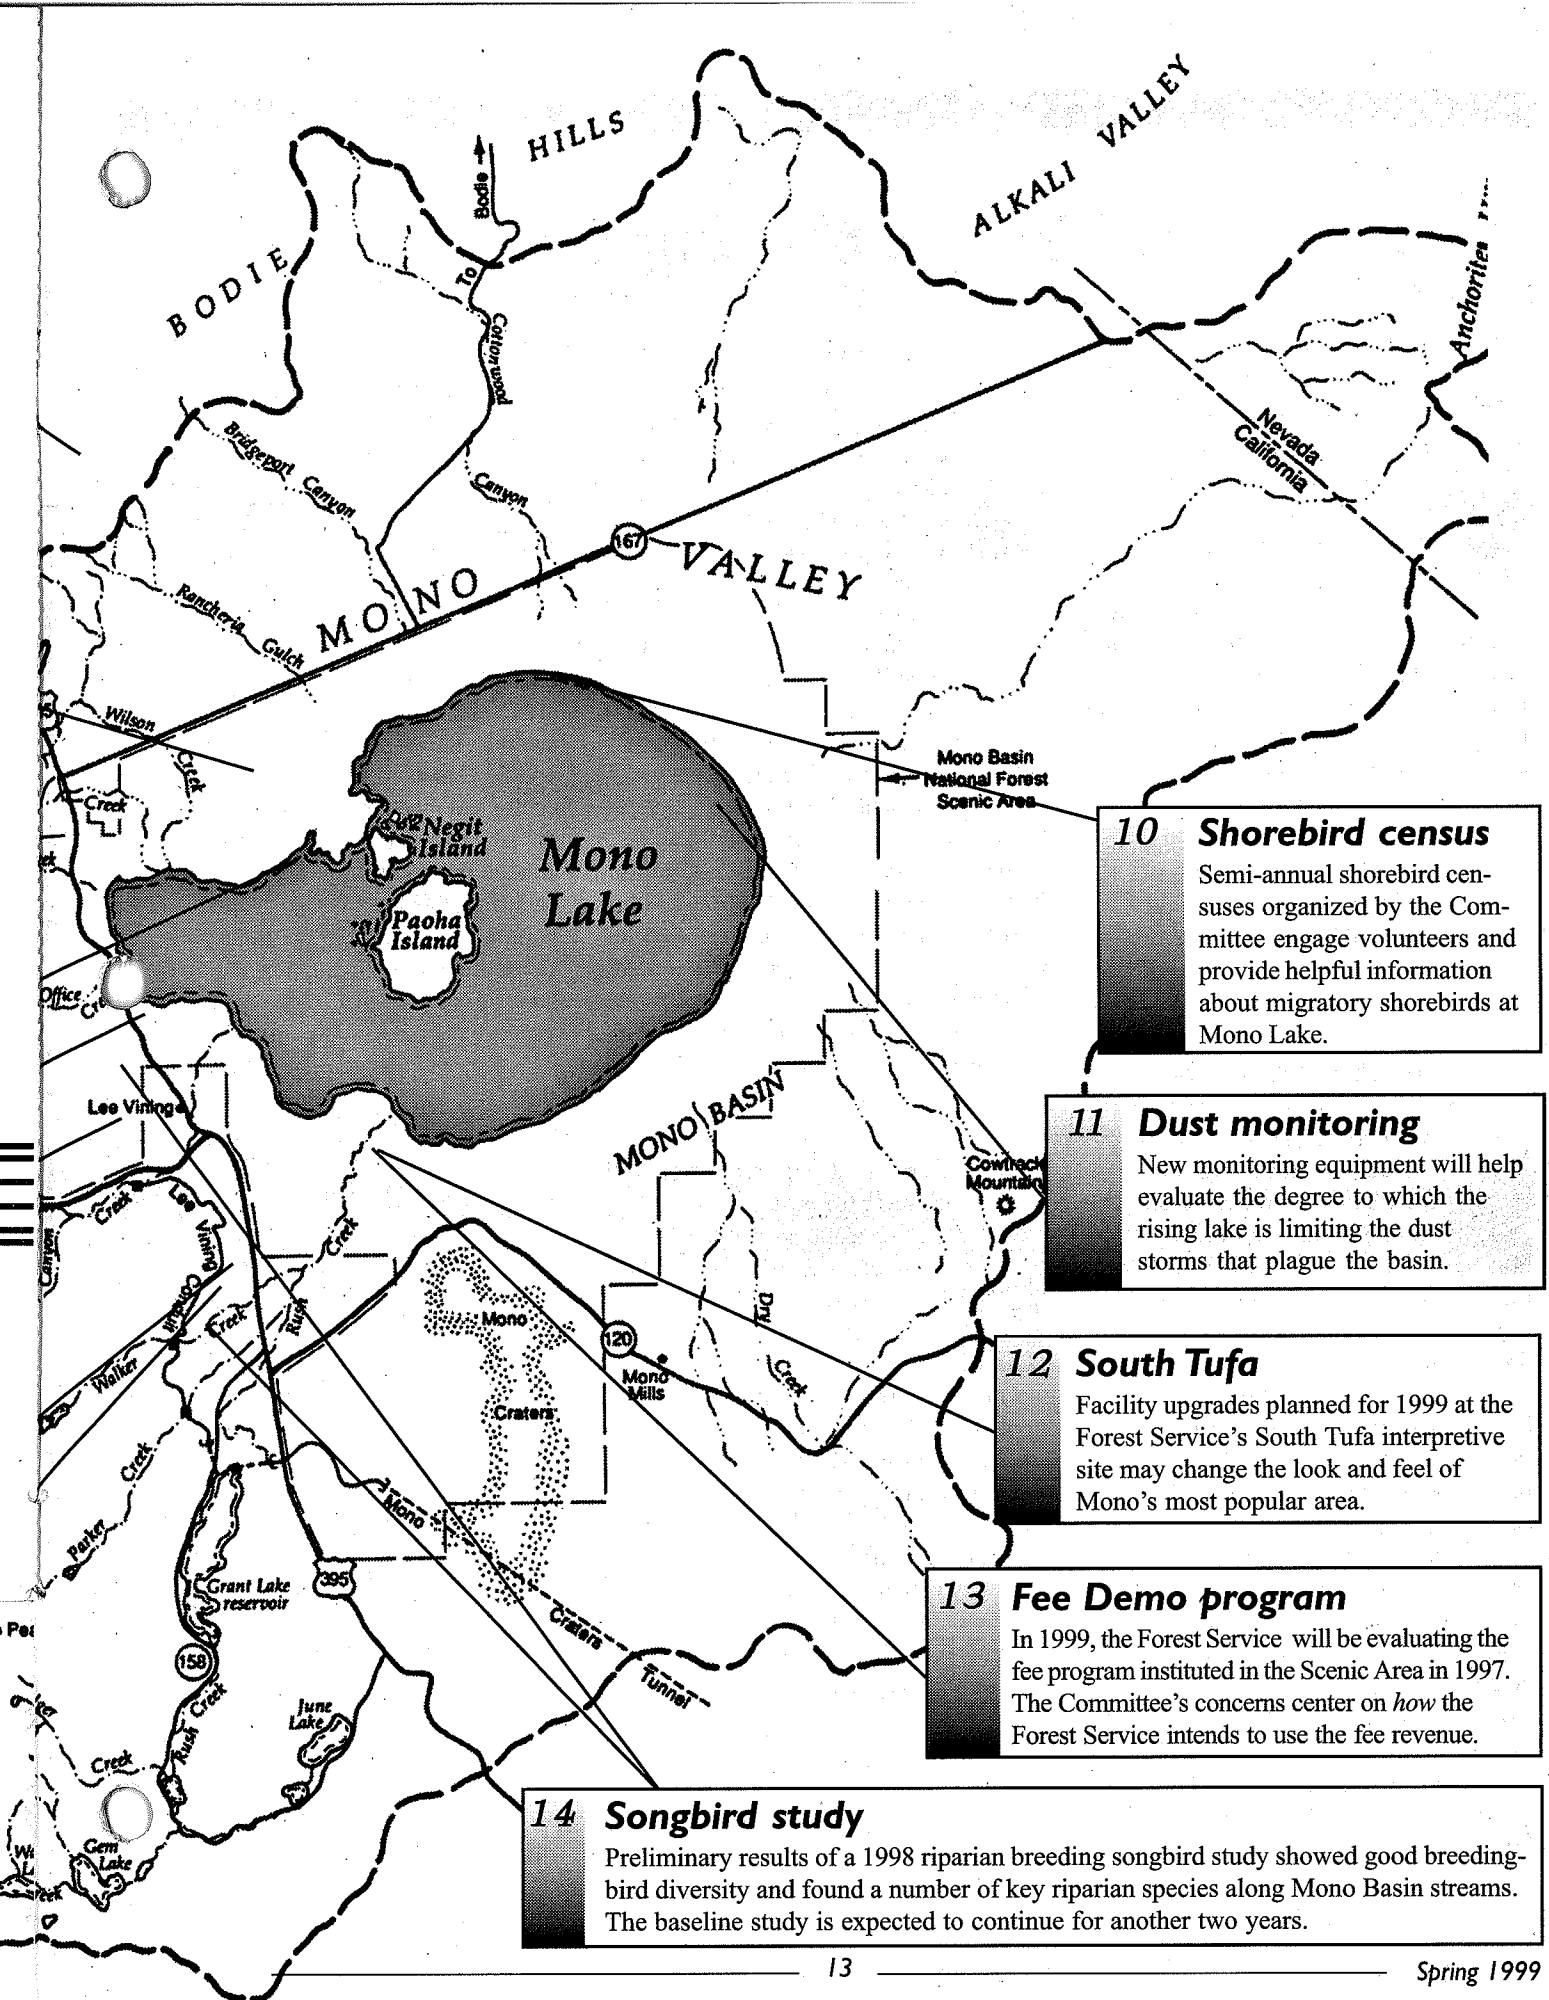 HILLS
ALKALI VALLEY
BODIE
Bodie
To
Cottonwood
Canyon
Anchorites
Nevada
California
Bridgeport Canyon
167
MONO VALLEY
Rancheria Gulch
Wilson
Creek
Creek
Mono Basin
National Forest
Scenic Area
Negit
Island
Mono
Lake
Paoha
Island
Office
10 Shorebird census
Semi-annual shorebird cen-
suses organized by the Com-
mittee engage volunteers and
provide helpful information
about migratory shorebirds at
Mono Lake.
Lee Vining
MONO BASIN
11 Dust monitoring
New monitoring equipment will help
evaluate the degree to which the
rising lake is limiting the dust
storms that plague the basin.
Cowtrack
Mountain
Creek
Lee Vining
Canyon
Conduit
Creek
Rush
Creek
Walker
Mono
Craters
120
Mono
Mills
Dry
Creek
12 South Tufa
Facility upgrades planned for 1999 at the
Forest Service's South Tufa interpretive
site may change the look and feel of
Mono's most popular area.
Creek
Parker
Mono
Craters
Tunnel
Grant Lake
reservoir
395
158
13 Fee Demo program
In 1999, the Forest Service will be evaluating the
fee program instituted in the Scenic Area in 1997.
The Committee's concerns center on how the
Forest Service intends to use the fee revenue.
June
Lake
Rush Creek
Creek
Gem
Lake
14 Songbird study
Preliminary results of a 1998 riparian breeding songbird study showed good breeding-
bird diversity and found a number of key riparian species along Mono Basin streams.
The baseline study is expected to continue for another two years.
13
Spring 1999